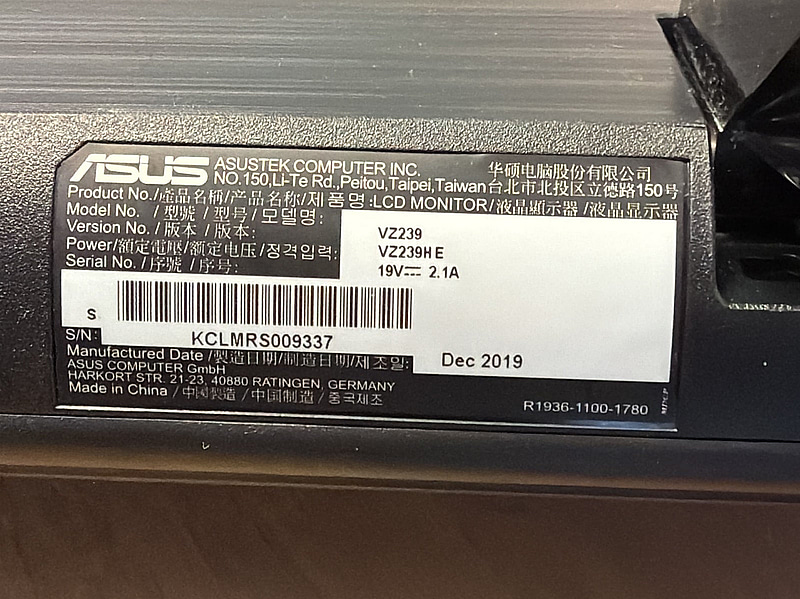 ASUS ASUSTEK COMPUTER INC. 华硕电脑股份有限公司
NO.150,Li-Te Rd.,Peitou,Taipei,Taiwan 台北市北投区立德路150号
Product No./產品名稱/产品名称/제품명:LCD MONITOR/液晶顯示器/液晶显示器
Model No. /型號/型号/모델명: VZ239
Version No./版本/版本: VZ239HE
Power/額定電壓/额定电压/정격입력: 19V⎓ 2.1A
Serial No. /序號/序号:
S
S/N: KCLMRS009337
Manufactured Date /製造日期/制造日期/제조일: Dec 2019
ASUS COMPUTER GmbH
HARKORT STR. 21-23, 40880 RATINGEN, GERMANY
Made in China /中國製造/中国制造/중국제조
R1936-1100-1780